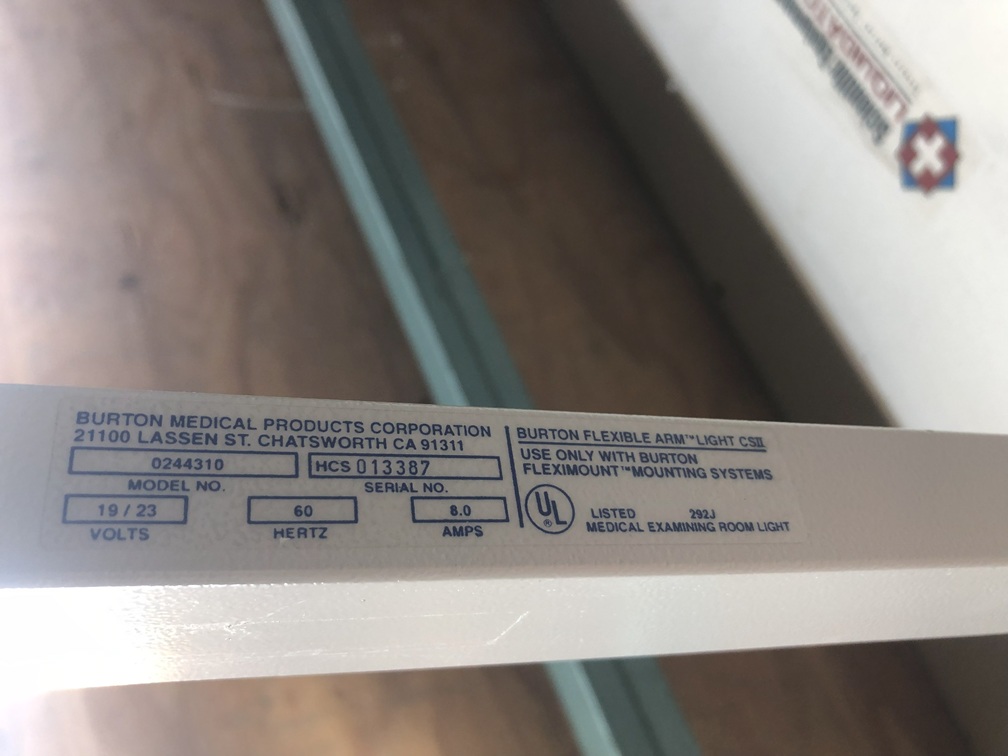 BURTON MEDICAL PRODUCTS CORPORATION
21100 LASSEN ST. CHATSWORTH CA 91311
0244310
MODEL NO.
HCS 013387
SERIAL NO.
19 / 23
VOLTS
60
HERTZ
8.0
AMPS
BURTON FLEXIBLE ARM™ LIGHT CSII
USE ONLY WITH BURTON
FLEXIMOUNT™ MOUNTING SYSTEMS
UL ®
LISTED 292J
MEDICAL EXAMINING ROOM LIGHT